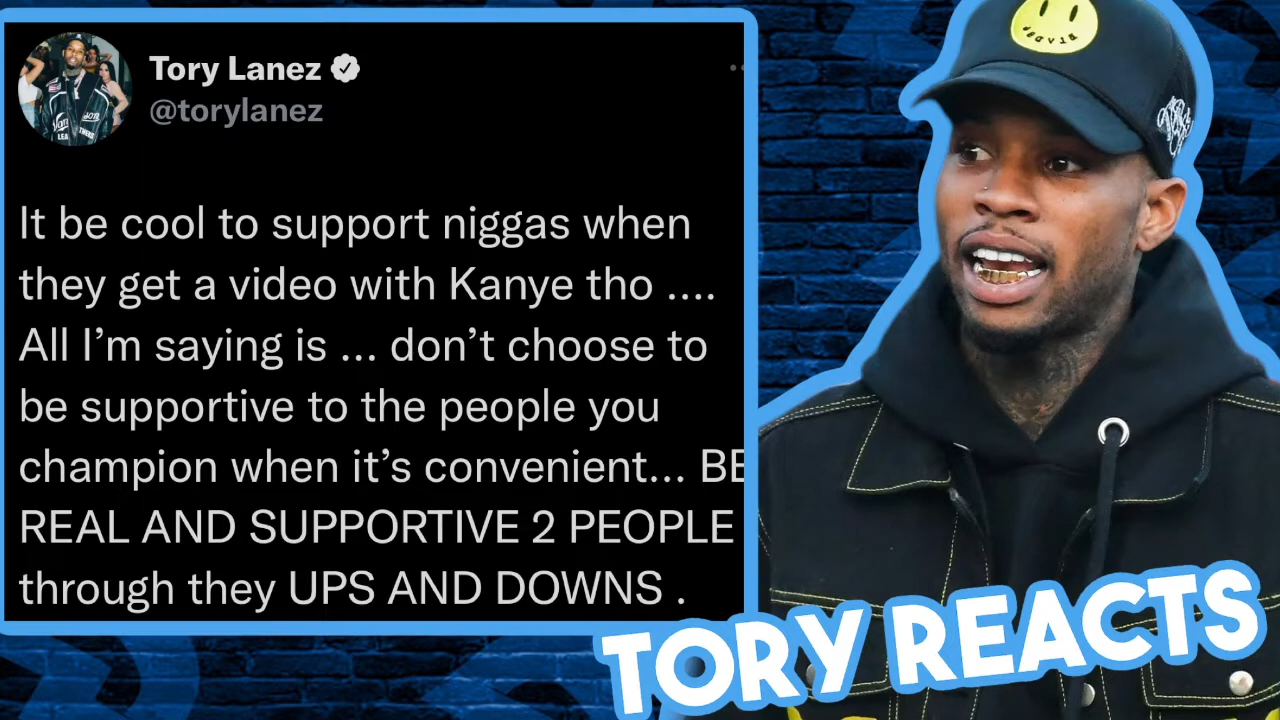 Tory Lanez
@torylanez
It be cool to support niggas when
they get a video with Kanye tho ....
All I’m saying is ... don’t choose to
be supportive to the people you
champion when it’s convenient... BE
REAL AND SUPPORTIVE 2 PEOPLE
through they UPS AND DOWNS .
TORY REACTS